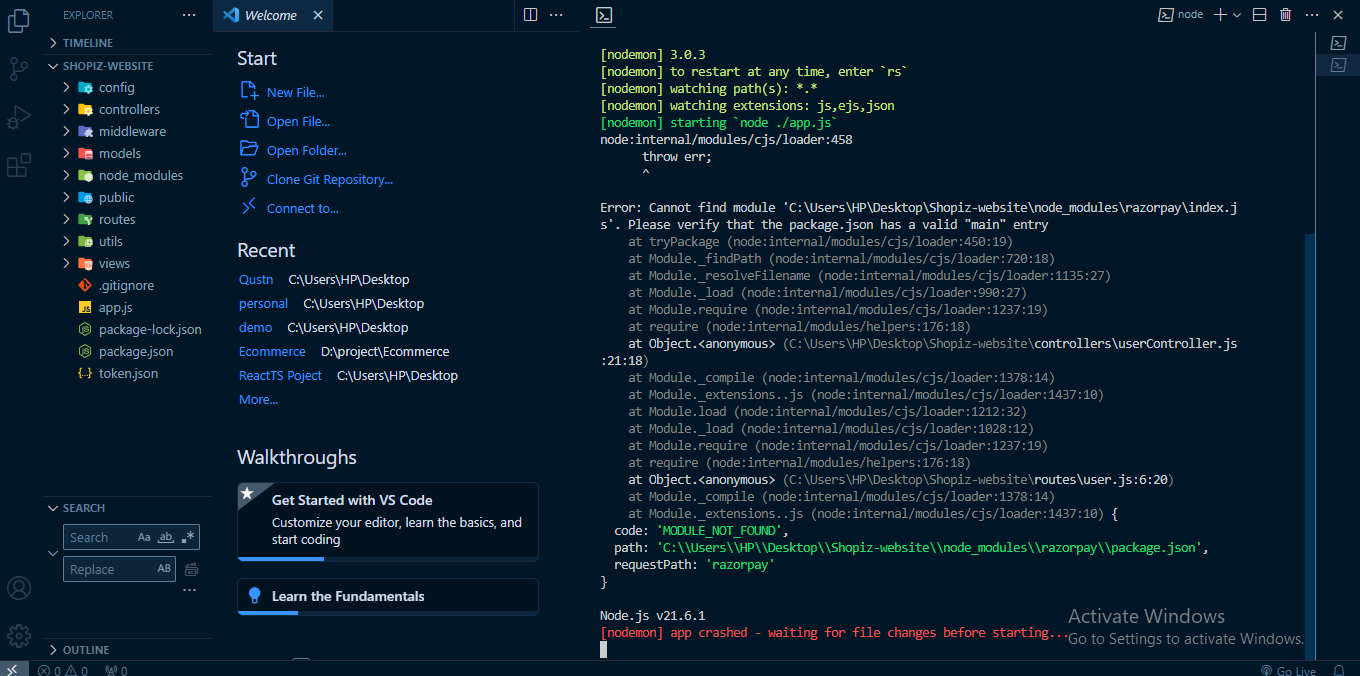 EXPLORER
TIMELINE
SHOPIZ-WEBSITE
config
controllers
middleware
models
node_modules
public
routes
utils
views
.gitignore
app.js
package-lock.json
package.json
token.json
SEARCH
Search
Aa
ab
.*
Replace
AB
OUTLINE
0 0 0
Welcome
Start
New File...
Open File...
Open Folder...
Clone Git Repository...
Connect to...
Recent
Qustn C:\Users\HP\Desktop
personal C:\Users\HP\Desktop
demo C:\Users\HP\Desktop
Ecommerce D:\project\Ecommerce
ReactTS Poject C:\Users\HP\Desktop
More...
Walkthroughs
Get Started with VS Code
Customize your editor, learn the basics, and
start coding
Learn the Fundamentals
node
[nodemon] 3.0.3
[nodemon] to restart at any time, enter `rs`
[nodemon] watching path(s): *.*
[nodemon] watching extensions: js,ejs,json
[nodemon] starting `node ./app.js`
node:internal/modules/cjs/loader:458
throw err;
^
Error: Cannot find module 'C:\Users\HP\Desktop\Shopiz-website\node_modules\razorpay\index.j
s'. Please verify that the package.json has a valid "main" entry
at tryPackage (node:internal/modules/cjs/loader:450:19)
at Module._findPath (node:internal/modules/cjs/loader:720:18)
at Module._resolveFilename (node:internal/modules/cjs/loader:1135:27)
at Module._load (node:internal/modules/cjs/loader:990:27)
at Module.require (node:internal/modules/cjs/loader:1237:19)
at require (node:internal/modules/helpers:176:18)
at Object.<anonymous> (C:\Users\HP\Desktop\Shopiz-website\controllers\userController.js
:21:18)
at Module._compile (node:internal/modules/cjs/loader:1378:14)
at Module._extensions..js (node:internal/modules/cjs/loader:1437:10)
at Module.load (node:internal/modules/cjs/loader:1212:32)
at Module._load (node:internal/modules/cjs/loader:1028:12)
at Module.require (node:internal/modules/cjs/loader:1237:19)
at require (node:internal/modules/helpers:176:18)
at Object.<anonymous> (C:\Users\HP\Desktop\Shopiz-website\routes\user.js:6:20)
at Module._compile (node:internal/modules/cjs/loader:1378:14)
at Module._extensions..js (node:internal/modules/cjs/loader:1437:10) {
code: 'MODULE_NOT_FOUND',
path: 'C:\\Users\\HP\\Desktop\\Shopiz-website\\node_modules\\razorpay\\package.json',
requestPath: 'razorpay'
}
Node.js v21.6.1
[nodemon] app crashed - waiting for file changes before starting...
Activate Windows
Go to Settings to activate Windows.
Go Live